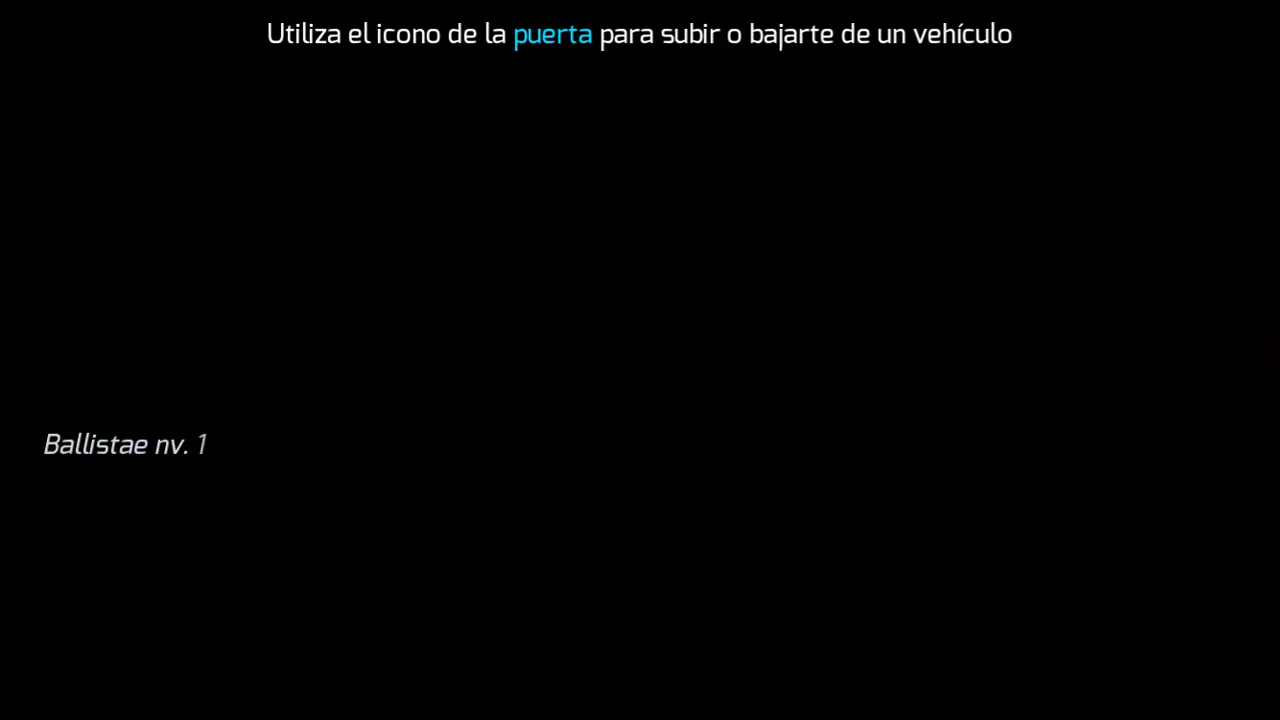 Utiliza el icono de la puerta para subir o bajarte de un vehículo
Ballistae nv. 1